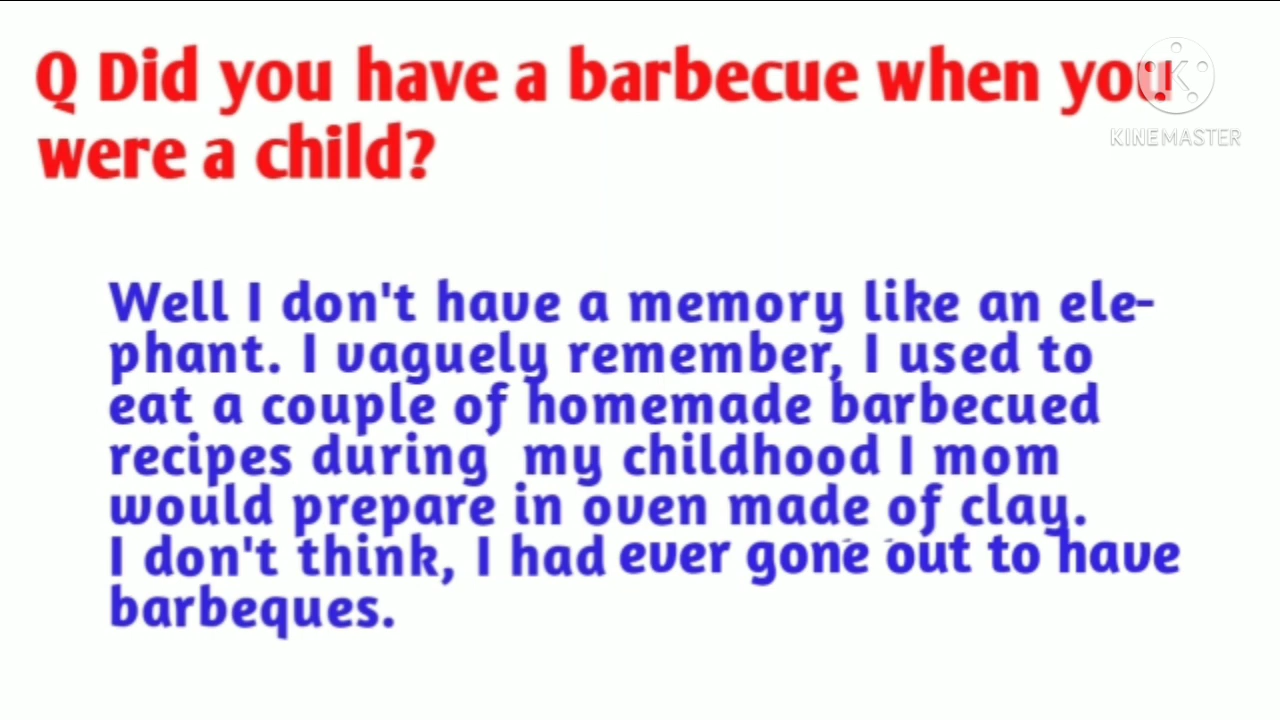 Q Did you have a barbecue when you
were a child?
KINEMASTER
Well I don't have a memory like an ele-
phant. I vaguely remember, I used to
eat a couple of homemade barbecued
recipes during my childhood I mom
would prepare in oven made of clay.
I don't think, I had ever gone out to have
barbeques.